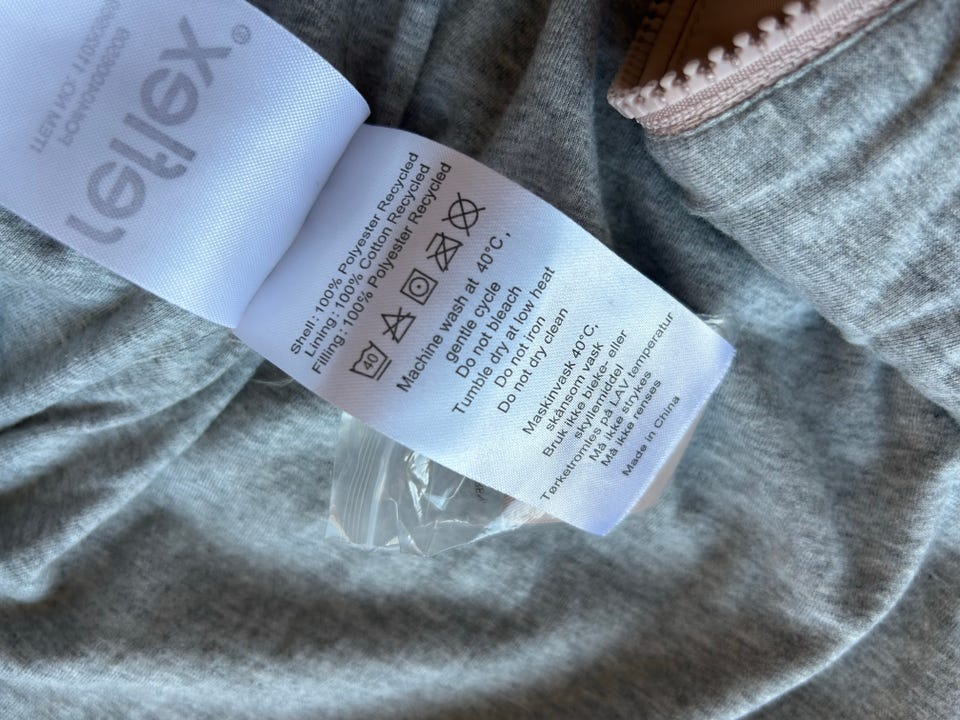 Shell: 100% Polyester Recycled
Lining: 100% Cotton Recycled
Filling: 100% Polyester Recycled
40
Machine wash at 40°C,
gentle cycle
Do not bleach
Tumble dry at low heat
Do not iron
Do not dry clean
Maskinvask 40°C,
skånsom vask
Bruk ikke bleke- eller
skyllemiddel
Tørketromles på LAV temperatur
Må ikke strykes
Må ikke renses
Made in China